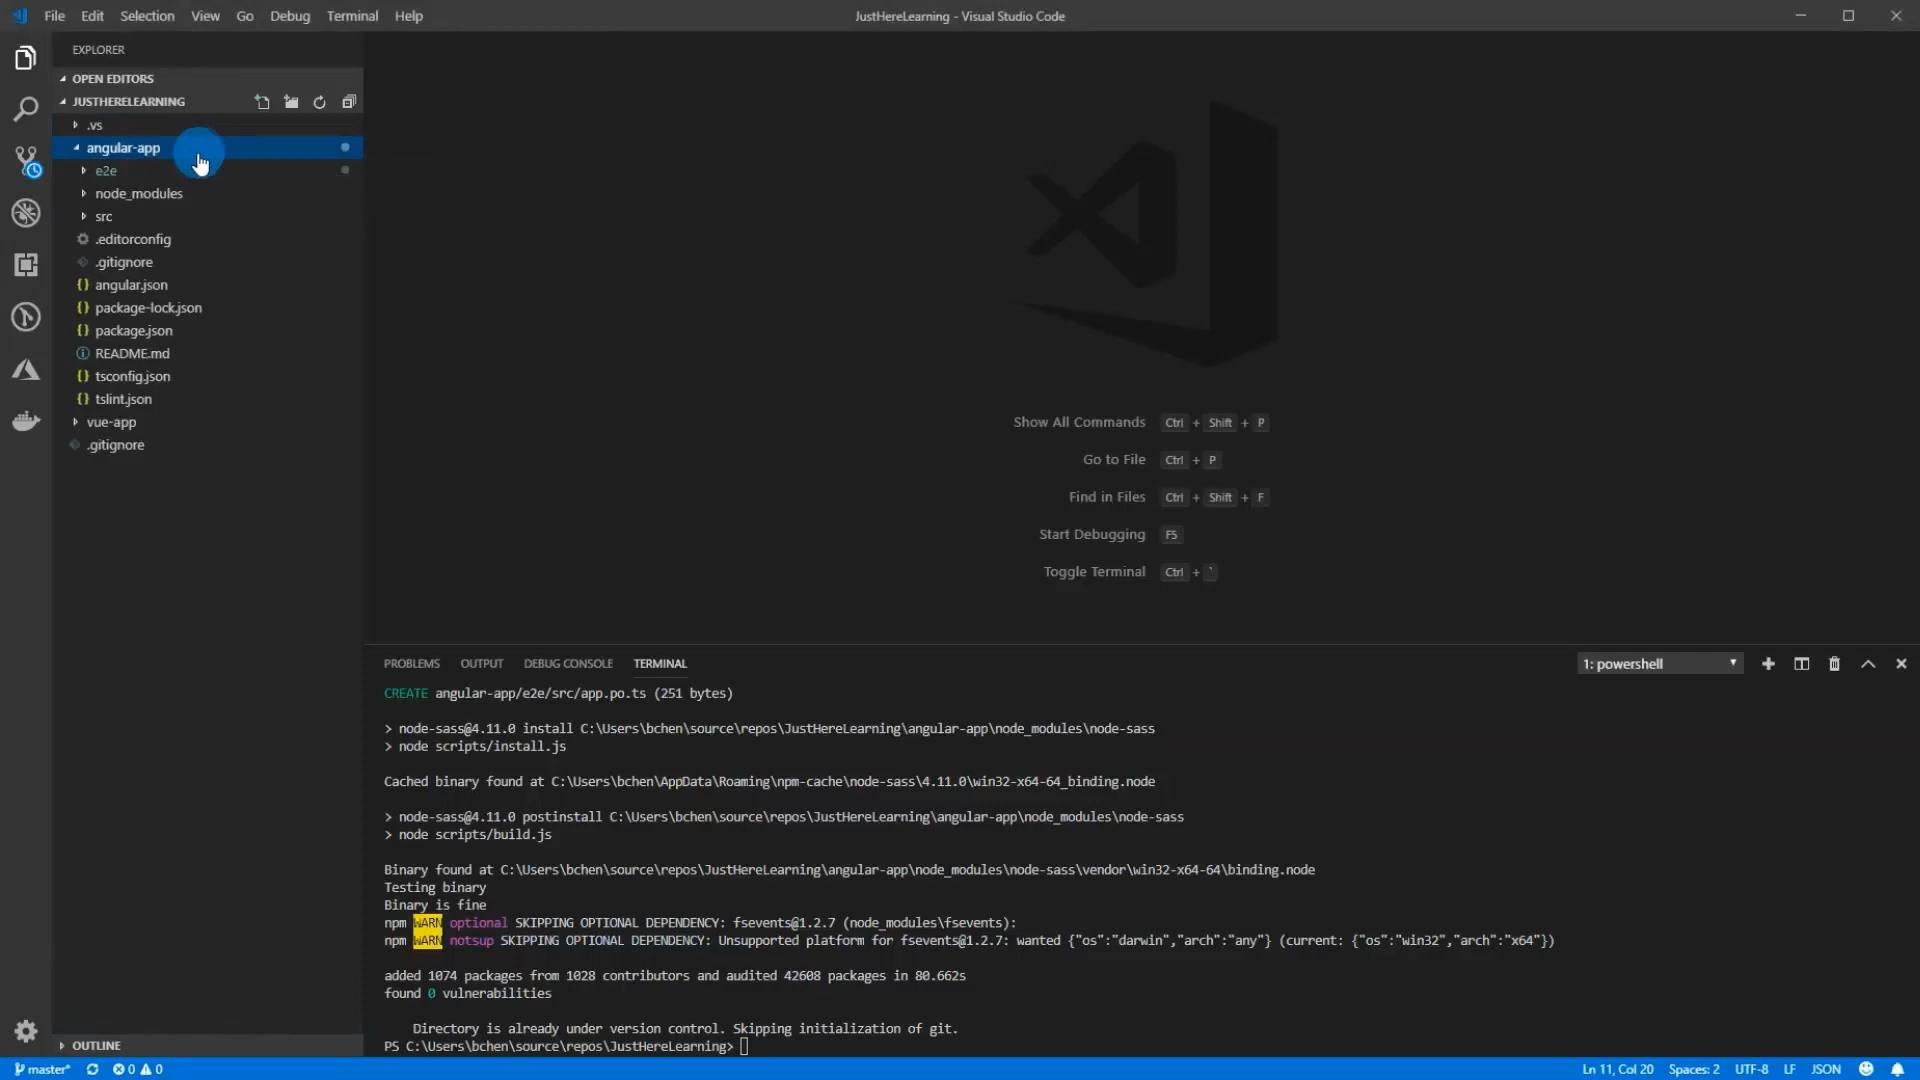 File Edit Selection View Go Debug Terminal Help
JustHereLearning - Visual Studio Code
EXPLORER
OPEN EDITORS
JUSTHERELEARNING
.vs
angular-app
e2e
node_modules
src
.editorconfig
.gitignore
angular.json
package-lock.json
package.json
README.md
tsconfig.json
tslint.json
vue-app
.gitignore
OUTLINE
Show All Commands Ctrl + Shift + P
Go to File Ctrl + P
Find in Files Ctrl + Shift + F
Start Debugging F5
Toggle Terminal Ctrl + `
PROBLEMS OUTPUT DEBUG CONSOLE TERMINAL
1: powershell
CREATE angular-app/e2e/src/app.po.ts (251 bytes)
> node-sass@4.11.0 install C:\Users\bchen\source\repos\JustHereLearning\angular-app\node_modules\node-sass
> node scripts/install.js
Cached binary found at C:\Users\bchen\AppData\Roaming\npm-cache\node-sass\4.11.0\win32-x64-64_binding.node
> node-sass@4.11.0 postinstall C:\Users\bchen\source\repos\JustHereLearning\angular-app\node_modules\node-sass
> node scripts/build.js
Binary found at C:\Users\bchen\source\repos\JustHereLearning\angular-app\node_modules\node-sass\vendor\win32-x64-64\binding.node
Testing binary
Binary is fine
npm WARN optional SKIPPING OPTIONAL DEPENDENCY: fsevents@1.2.7 (node_modules\fsevents):
npm WARN notsup SKIPPING OPTIONAL DEPENDENCY: Unsupported platform for fsevents@1.2.7: wanted {"os":"darwin","arch":"any"} (current: {"os":"win32","arch":"x64"})
added 1074 packages from 1028 contributors and audited 42608 packages in 80.662s
found 0 vulnerabilities
Directory is already under version control. Skipping initialization of git.
PS C:\Users\bchen\source\repos\JustHereLearning>
master* 0 0
Ln 11, Col 20 Spaces: 2 UTF-8 LF JSON